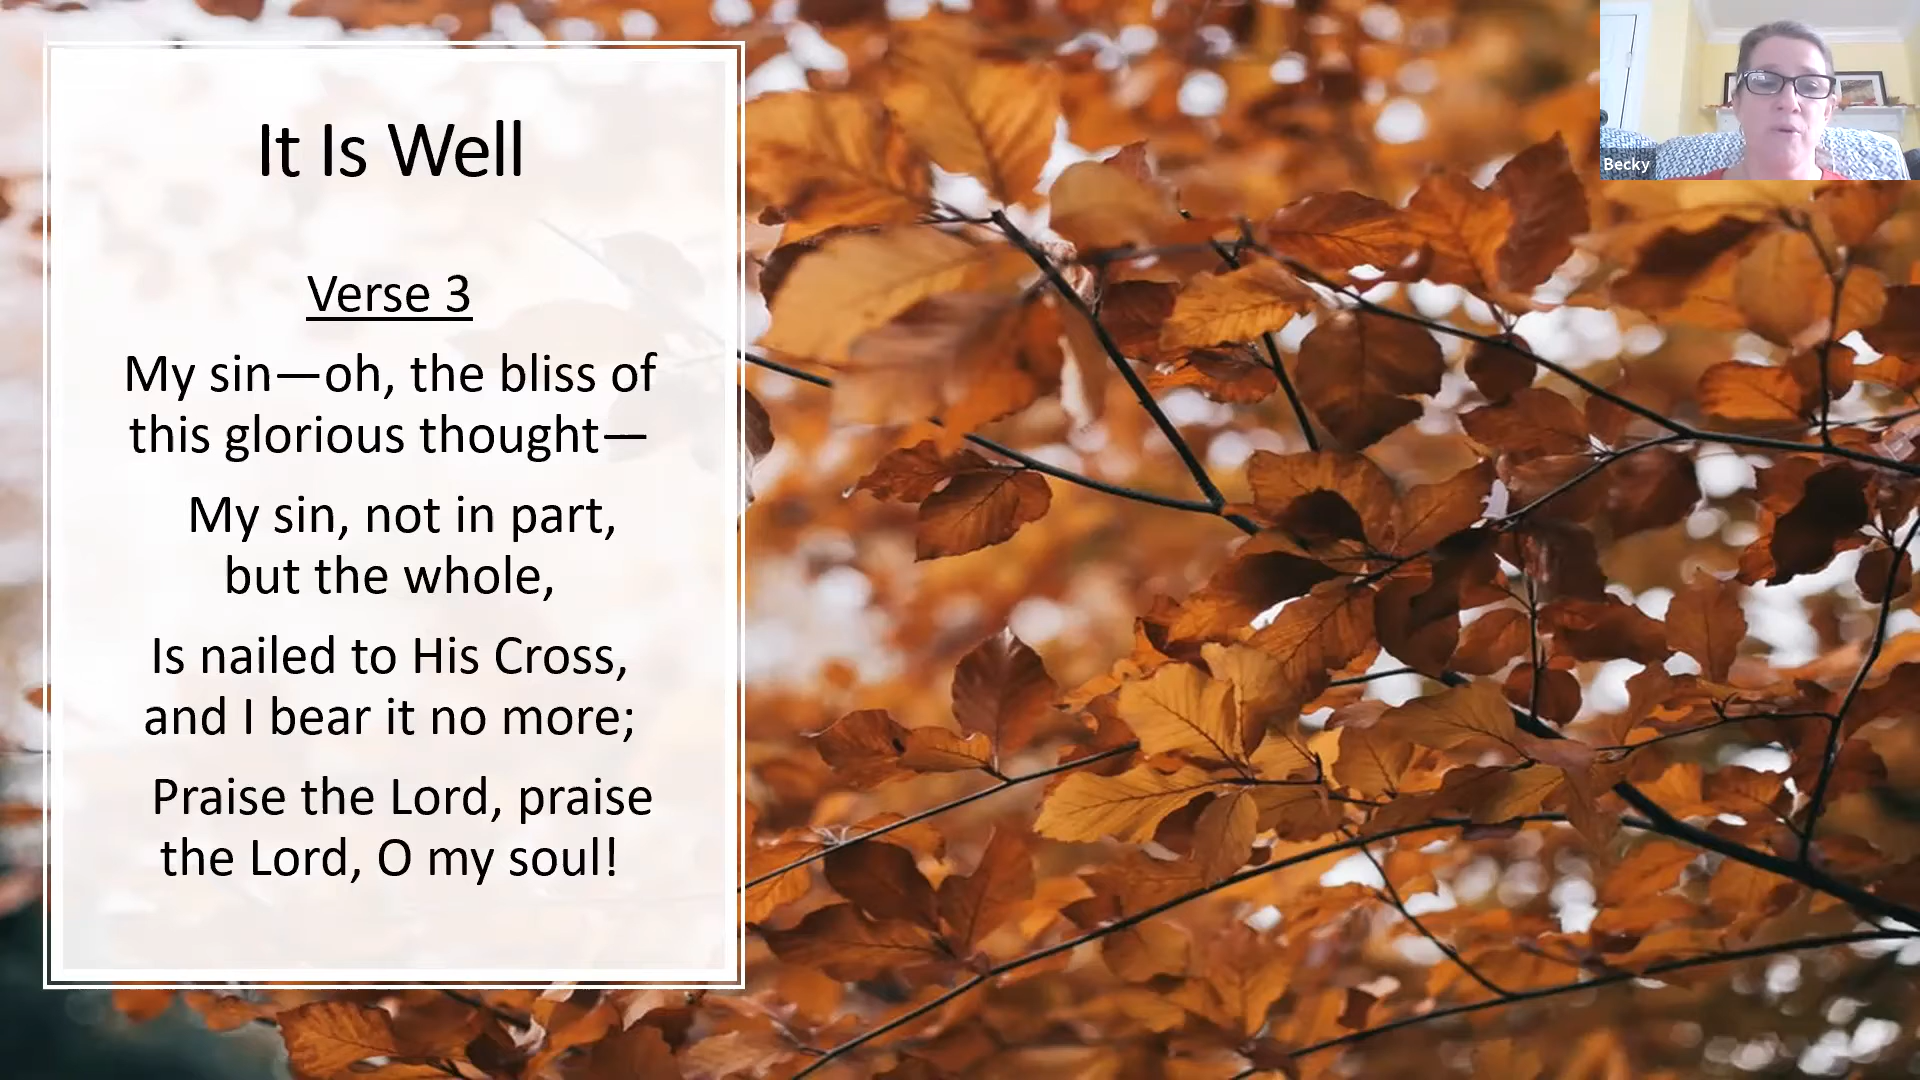 It Is Well
Verse 3
My sin—oh, the bliss of
this glorious thought—
My sin, not in part,
but the whole,
Is nailed to His Cross,
and I bear it no more;
Praise the Lord, praise
the Lord, O my soul!
Becky